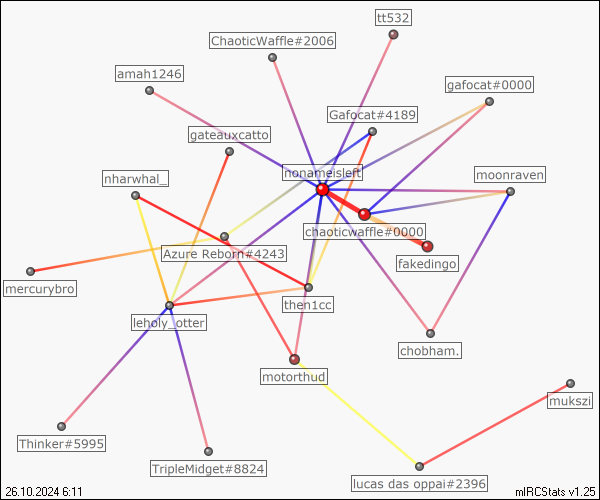 tt532
ChaoticWaffle#2006
amah1246
gafocat#0000
Gafocat#4189
gateauxcatto
nonameisleft
moonraven
nharwhal_
chaoticwaffle#0000
Azure Reborn#4243
fakedingo
mercurybro
then1cc
leholy_otter
chobham.
motorthud
mukszi
Thinker#5995
TripleMidget#8824
lucas das oppai#2396
26.10.2024 6:11
mIRCStats v1.25